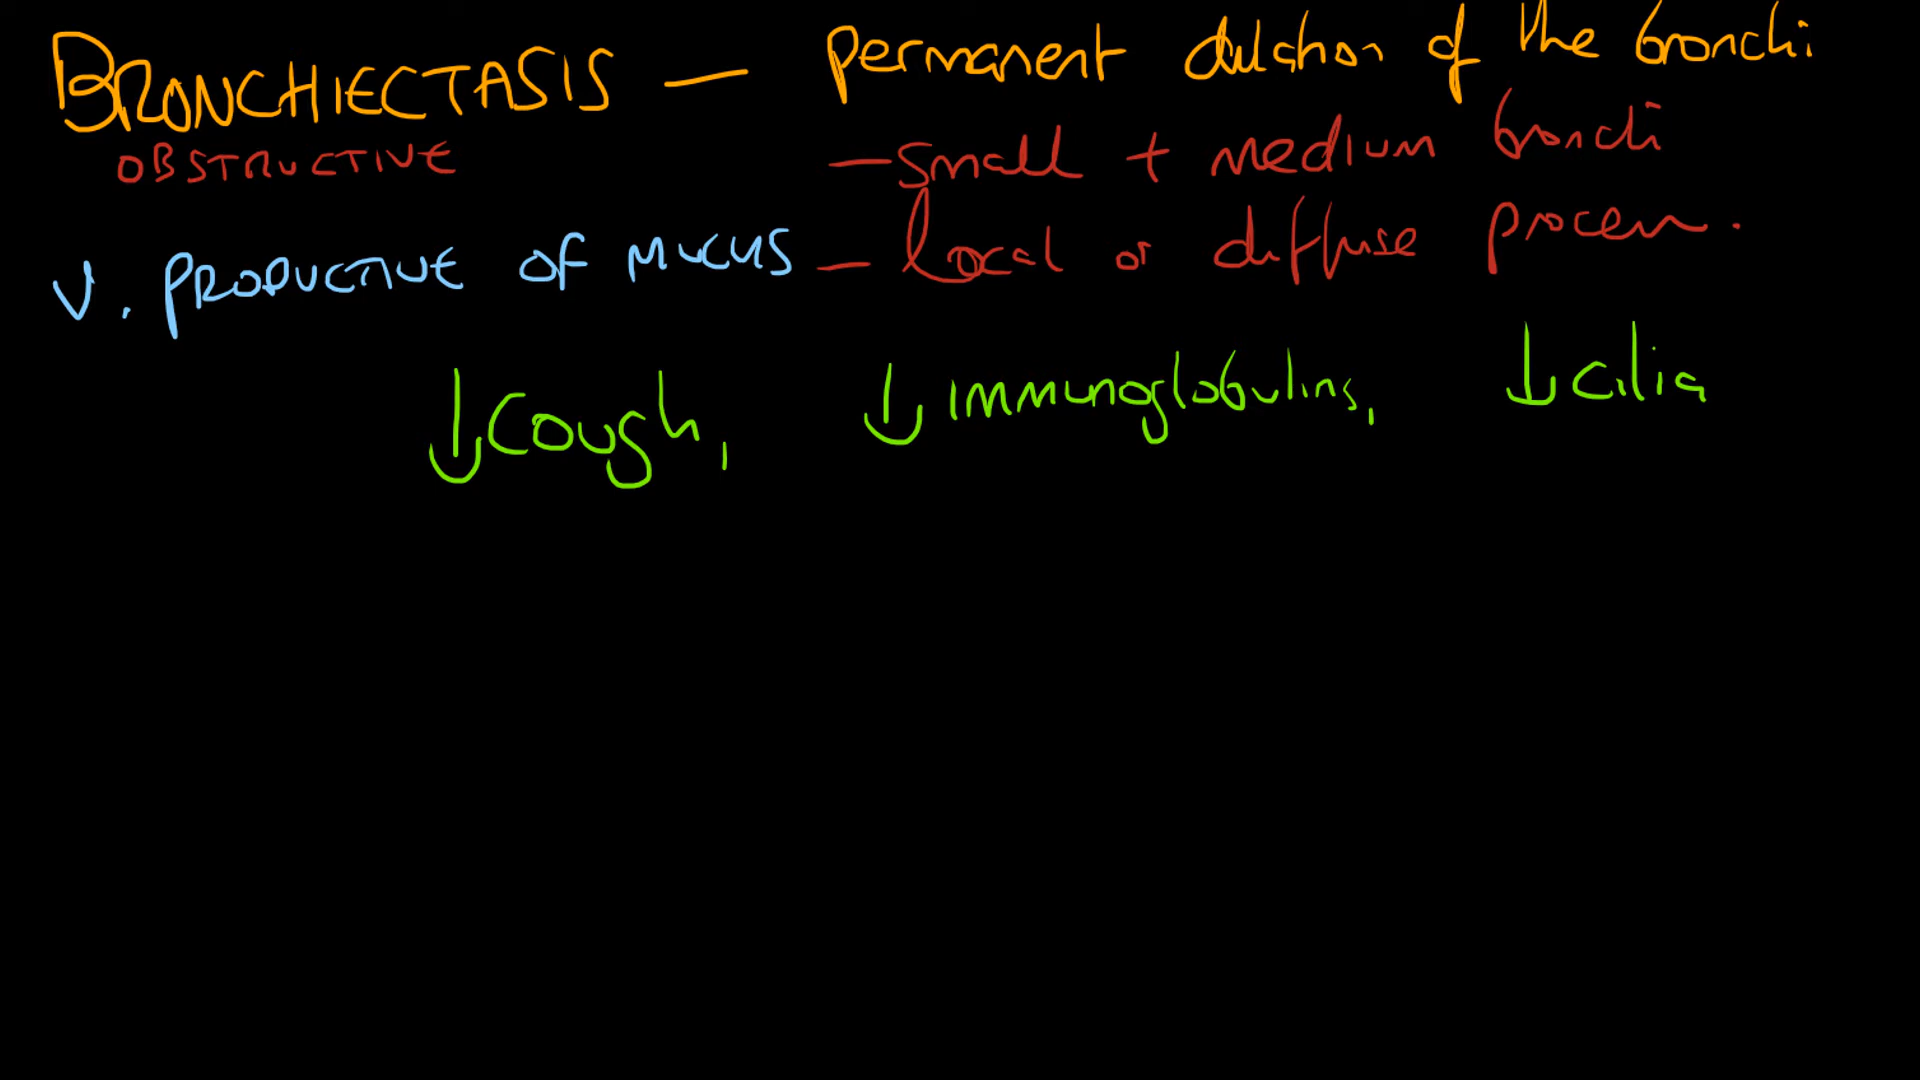 BRONCHIECTASIS — permanent dilation of the bronchi
OBSTRUCTIVE
— small + medium bronchi
V. PRODUCTIVE OF MUCUS
— local or diffuse process.
↓ cough, ↓ immunoglobulins, ↓ cilia